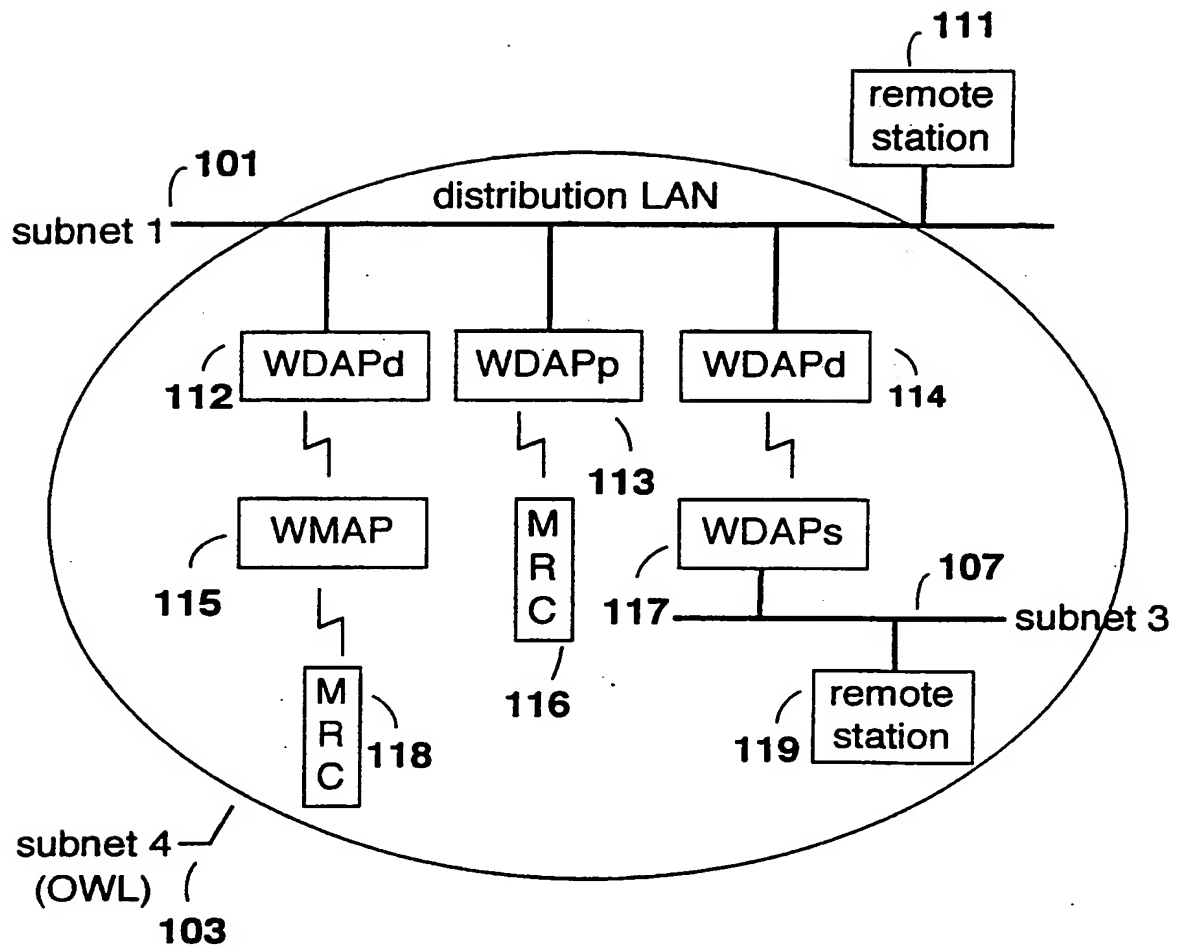 111
remote
station
101
distribution LAN
subnet 1
WDAPd
WDAPp
WDAPd
112
114
113
WMAP
M
R
C
WDAPs
115
117
107
subnet 3
116
M
R
C
118
remote
station
119
subnet 4
(OWL)
103